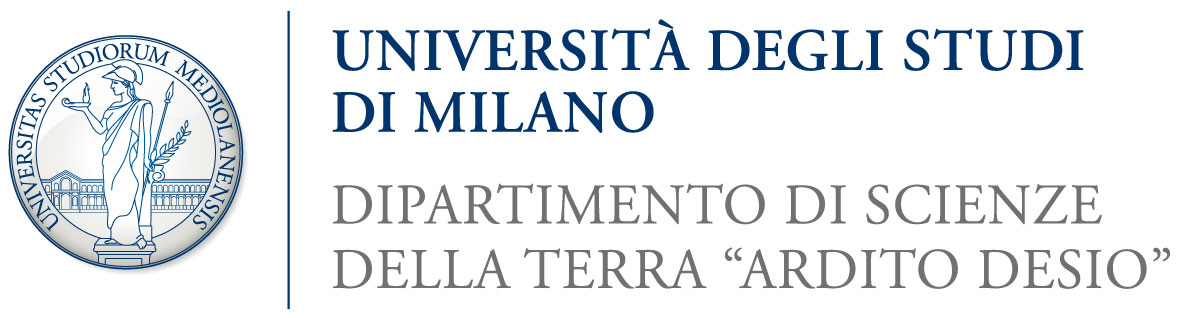 UNIVERSITAS STUDIORUM MEDIOLANENSIS
UNIVERSITÀ DEGLI STUDI
DI MILANO
DIPARTIMENTO DI SCIENZE
DELLA TERRA “ARDITO DESIO”